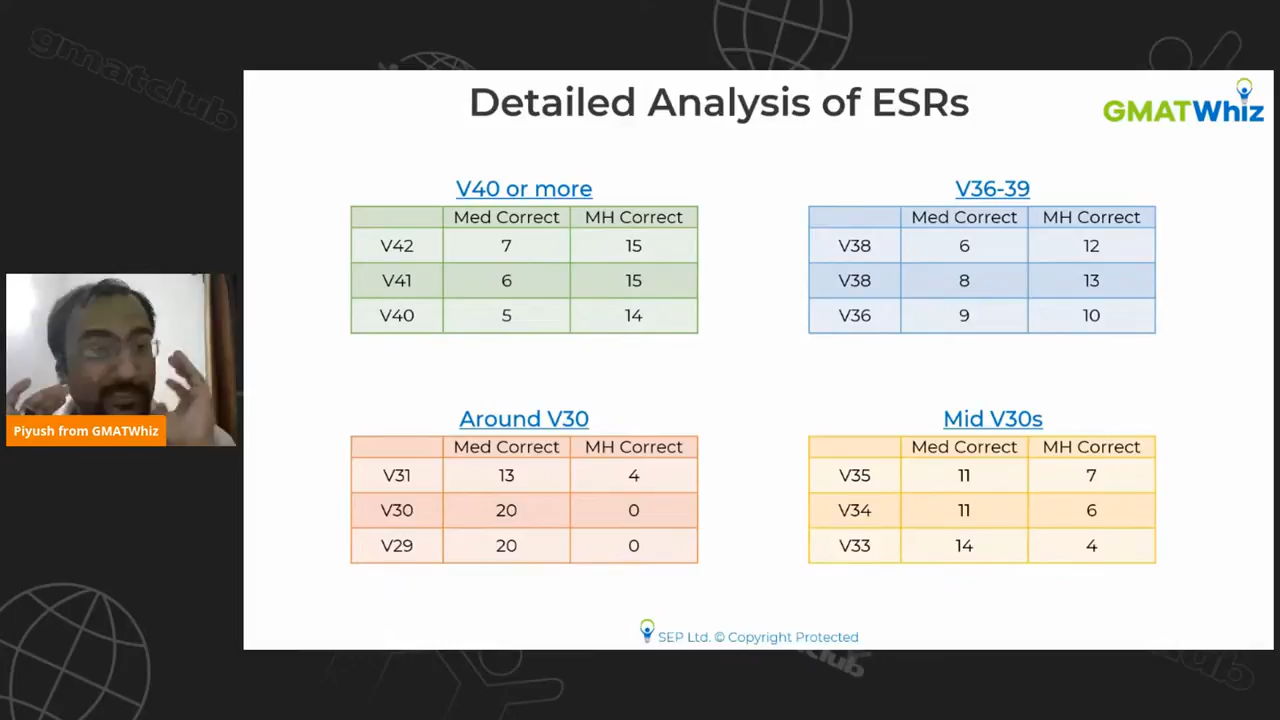 gmatclub
Detailed Analysis of ESRs
GMATWhiz
V40 or more
Med Correct MH Correct
V42 7 15
V41 6 15
V40 5 14
V36-39
Med Correct MH Correct
V38 6 12
V38 8 13
V36 9 10
Piyush from GMATWhiz
Around V30
Med Correct MH Correct
V31 13 4
V30 20 0
V29 20 0
Mid V30s
Med Correct MH Correct
V35 11 7
V34 11 6
V33 14 4
SEP Ltd. © Copyright Protected
club